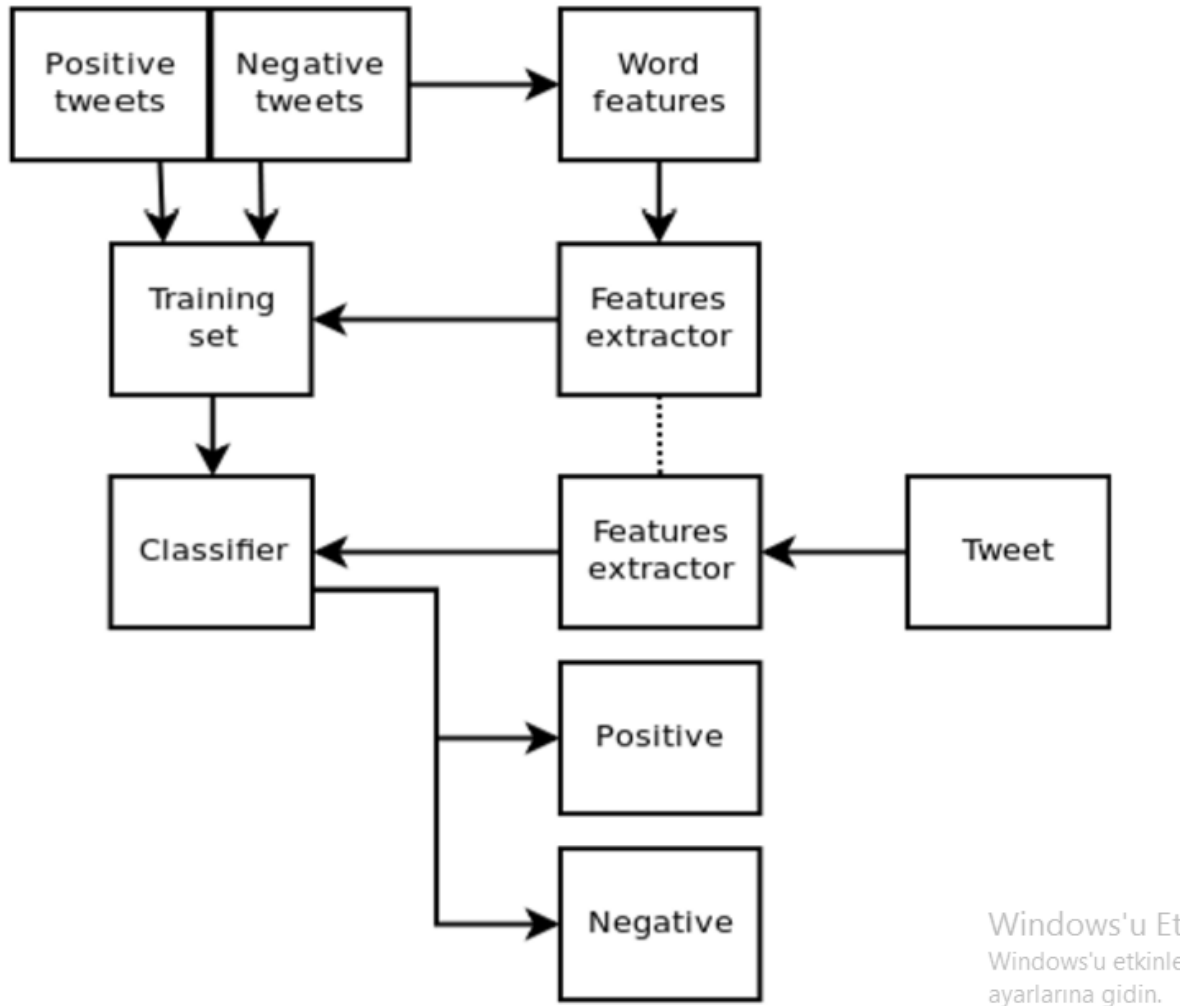 Positive
tweets
Negative
tweets
Word
features
Training
set
Features
extractor
Classifier
Features
extractor
Tweet
Positive
Negative
Windows'u Et
Windows'u etkinle
ayarlarına gidin.